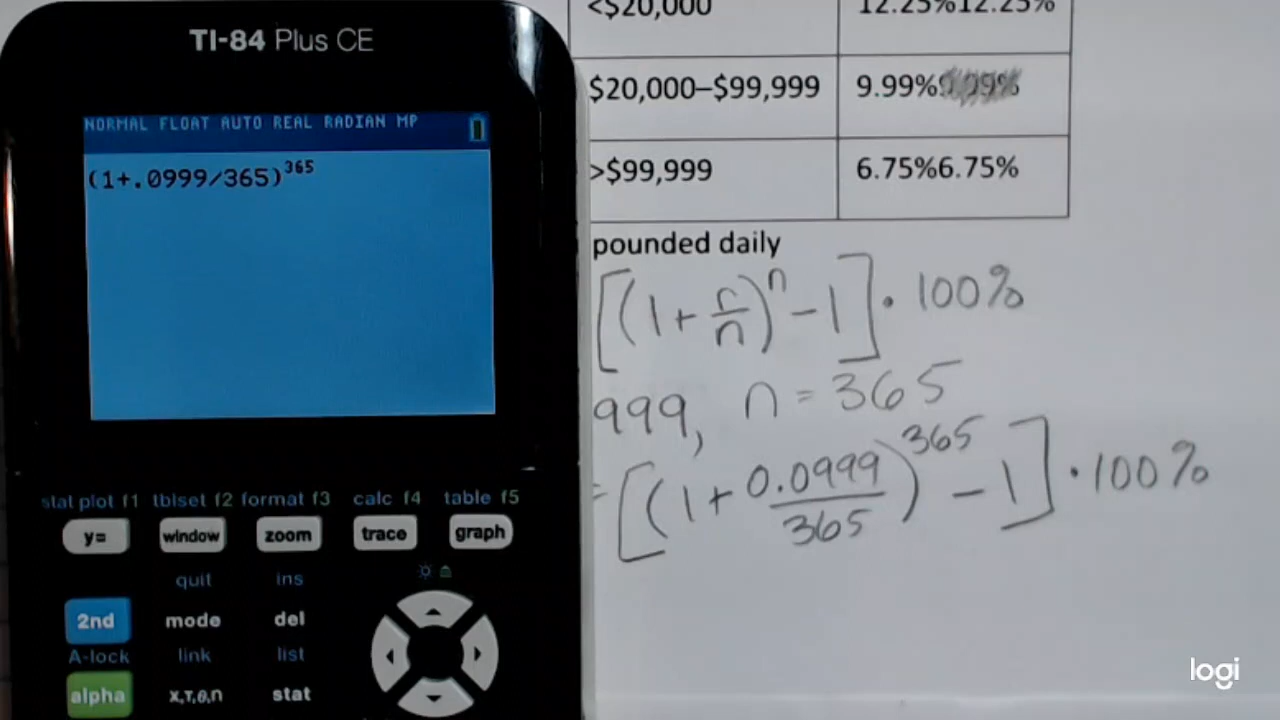 TI-84 Plus CE
NORMAL FLOAT AUTO REAL RADIAN MP
(1+.0999/365)^365
<$20,000 12.25%12.25%
$20,000–$99,999 9.99%9.99%
>$99,999 6.75%6.75%
pounded daily
[(1 + r/n)^n − 1] · 100%
999, n = 365
= [(1 + 0.0999/365)^365 − 1] · 100%
stat plot f1 tblset f2 format f3 calc f4 table f5
y= window zoom trace graph
quit ins
2nd mode del
A-lock link list
alpha X,T,θ,n stat
logi